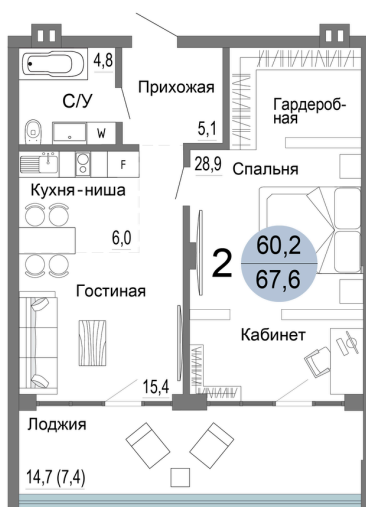 4,8
С/У
W
Прихожая
5,1
Гардероб-
ная
28,9
Спальня
F
Кухня-ниша
6,0
2
60,2
67,6
Гостиная
Кабинет
15,4
Лоджия
14,7 (7,4)